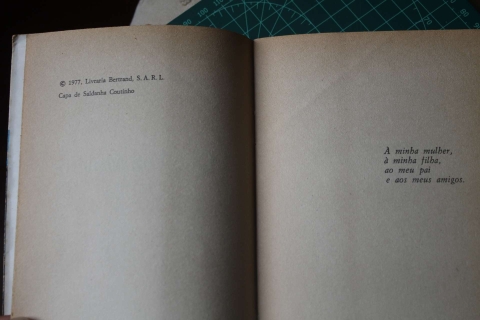 © 1977, Livraria Bertrand, S. A. R. L.
Capa de Saldanha Coutinho
A minha mulher,
à minha filha,
ao meu pai
e aos meus amigos.